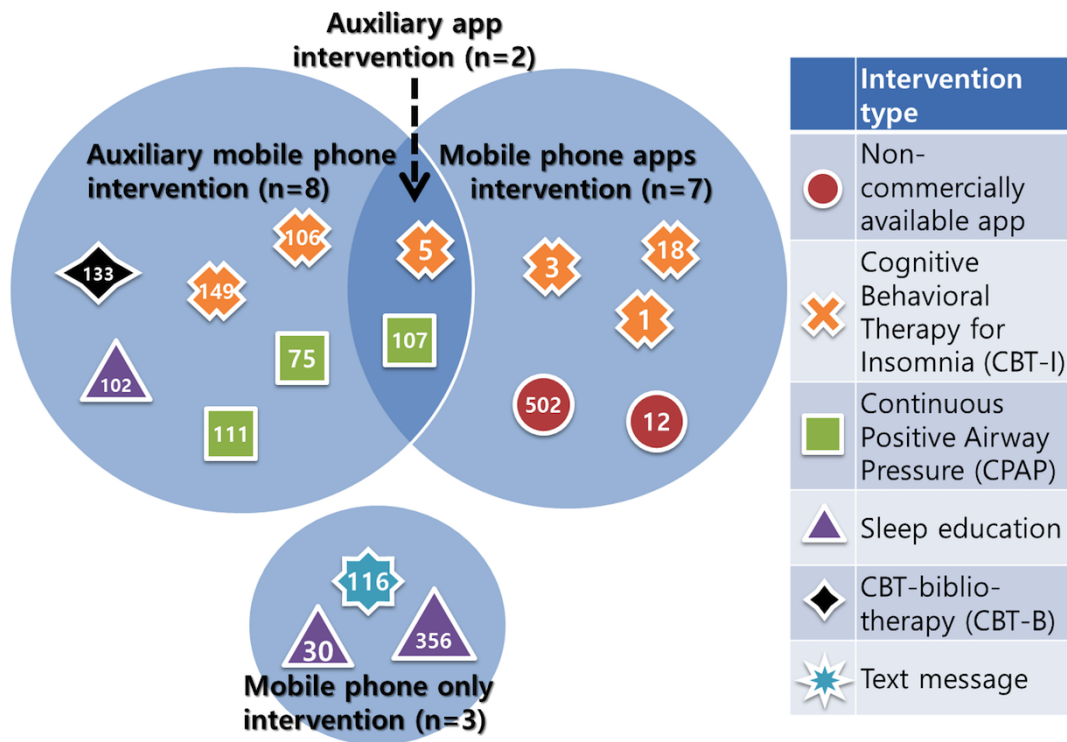 Auxiliary app
intervention (n=2)
Auxiliary mobile phone
intervention (n=8)
Mobile phone apps
intervention (n=7)
106
5
18
133
3
149
1
107
75
102
502
12
111
116
30
356
Mobile phone only
intervention (n=3)
Intervention
type
Non-
commercially
available app
Cognitive
Behavioral
Therapy for
Insomnia (CBT-I)
Continuous
Positive Airway
Pressure (CPAP)
Sleep education
CBT-biblio-
therapy (CBT-B)
Text message